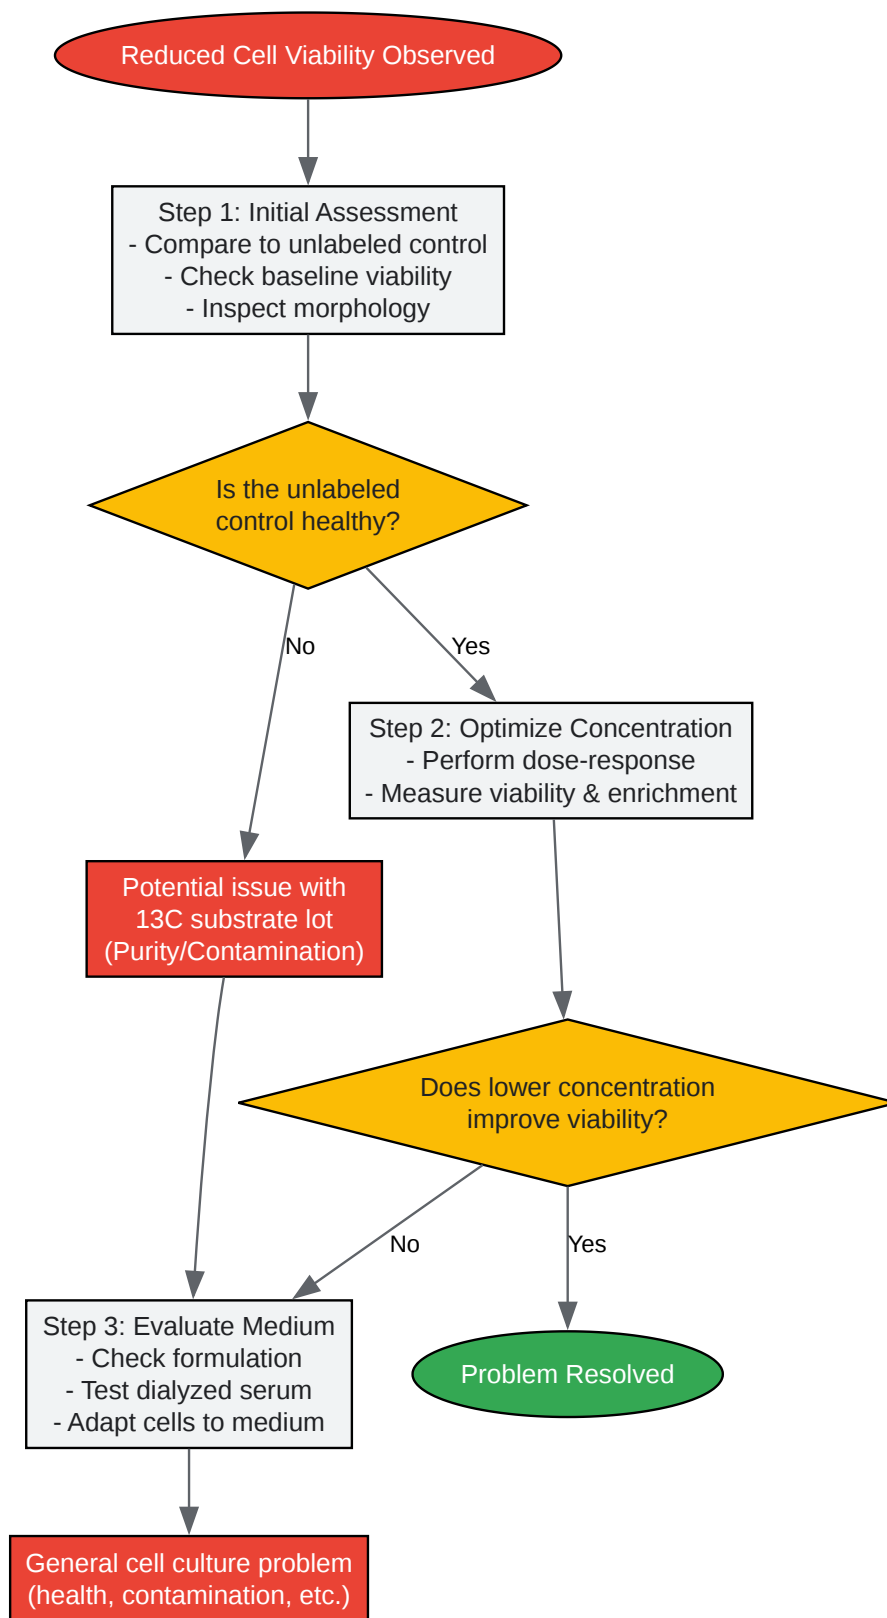 Reduced Cell Viability Observed
Step 1: Initial Assessment
- Compare to unlabeled control
- Check baseline viability
- Inspect morphology
Is the unlabeled
control healthy?
No
Yes
Step 2: Optimize Concentration
- Perform dose-response
- Measure viability & enrichment
Potential issue with
13C substrate lot
(Purity/Contamination)
Does lower concentration
improve viability?
No
Yes
Step 3: Evaluate Medium
- Check formulation
- Test dialyzed serum
- Adapt cells to medium
Problem Resolved
General cell culture problem
(health, contamination, etc.)